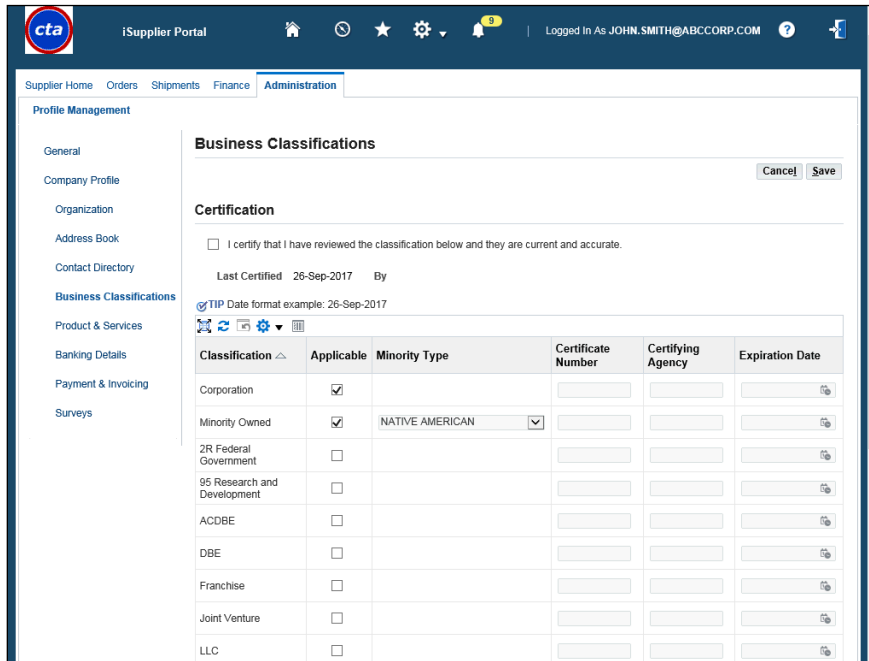 cta
iSupplier Portal
9
| Logged In As JOHN.SMITH@ABCCORP.COM ?
Supplier Home Orders Shipments Finance Administration
Profile Management
General
Company Profile
Organization
Address Book
Contact Directory
Business Classifications
Product & Services
Banking Details
Payment & Invoicing
Surveys
Business Classifications
Cancel Save
Certification
I certify that I have reviewed the classification below and they are current and accurate.
Last Certified 26-Sep-2017 By
TIP Date format example: 26-Sep-2017
Classification Applicable Minority Type Certificate Number Certifying Agency Expiration Date
Corporation
Minority Owned NATIVE AMERICAN
2R Federal
Government
95 Research and
Development
ACDBE
DBE
Franchise
Joint Venture
LLC